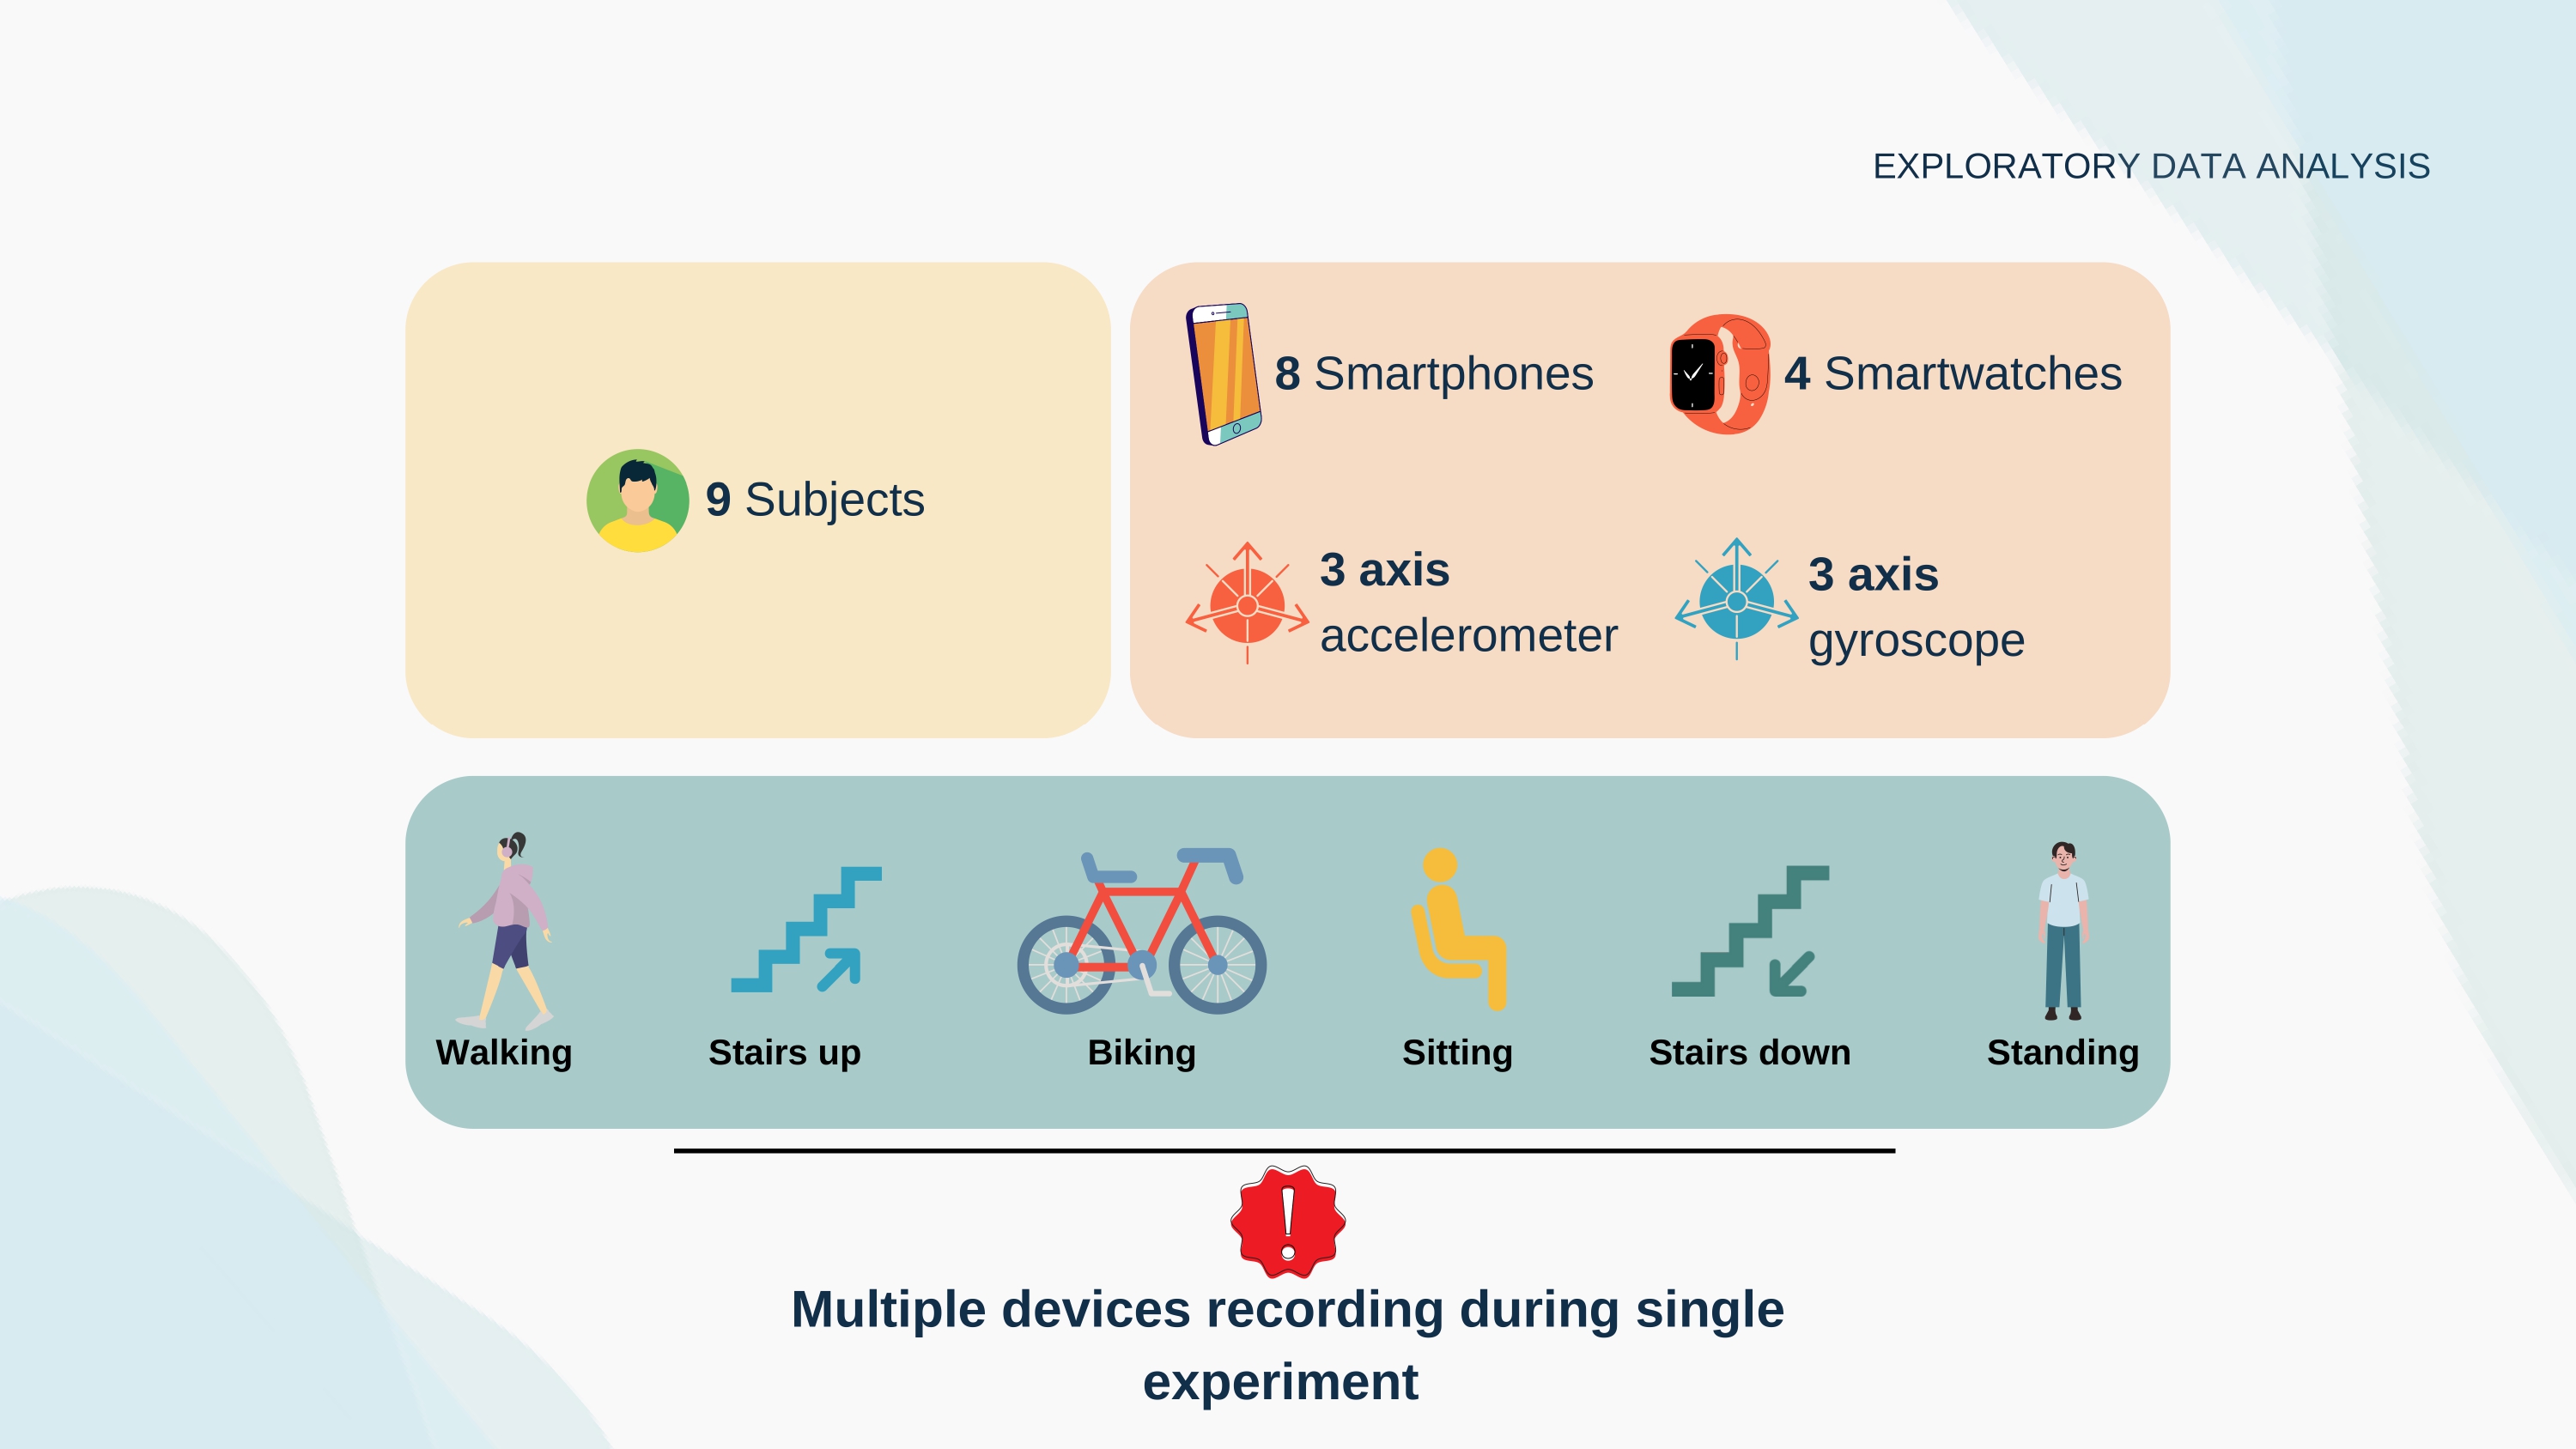 EXPLORATORY DATA ANALYSIS
9 Subjects
8 Smartphones
4 Smartwatches
3 axis
accelerometer
3 axis
gyroscope
Walking
Stairs up
Biking
Sitting
Stairs down
Standing
Multiple devices recording during single
experiment